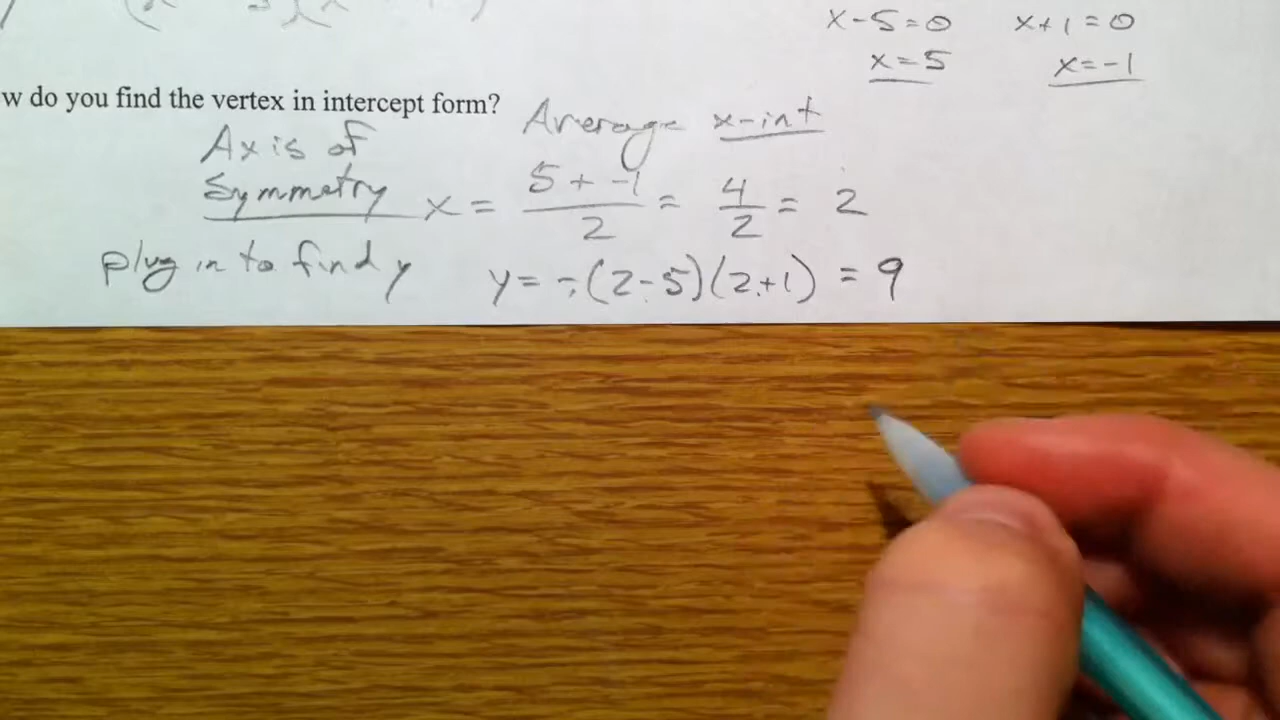 x-5=0 x+1=0
x=5 x=-1
w do you find the vertex in intercept form?
Average x-int
Axis of
Symmetry x = 5 + -1 / 2 = 4/2 = 2
plug in to find y y= -(2-5)(2+1) = 9